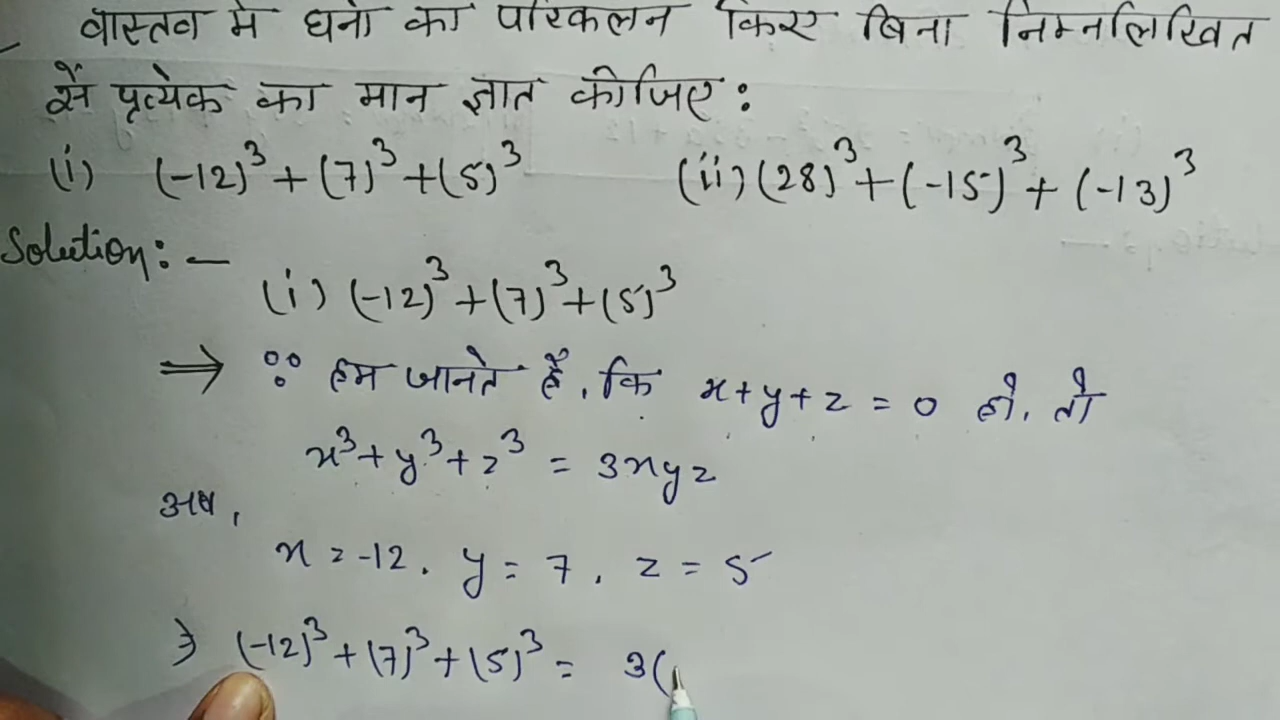 वास्तव में घनों का परिकलन किए बिना निम्नलिखित
में प्रत्येक का मान ज्ञात कीजिए:
(i) (-12)³+(7)³+(5)³ (ii) (28)³+(-15)³+(-13)³
Solution:-
(i) (-12)³+(7)³+(5)³
⇒ ∵ हम जानते हैं, कि x+y+z=0 हो, तो
x³+y³+z³ = 3xyz
अब,
x=-12, y=7, z=5
⇒ (-12)³+(7)³+(5)³= 3(